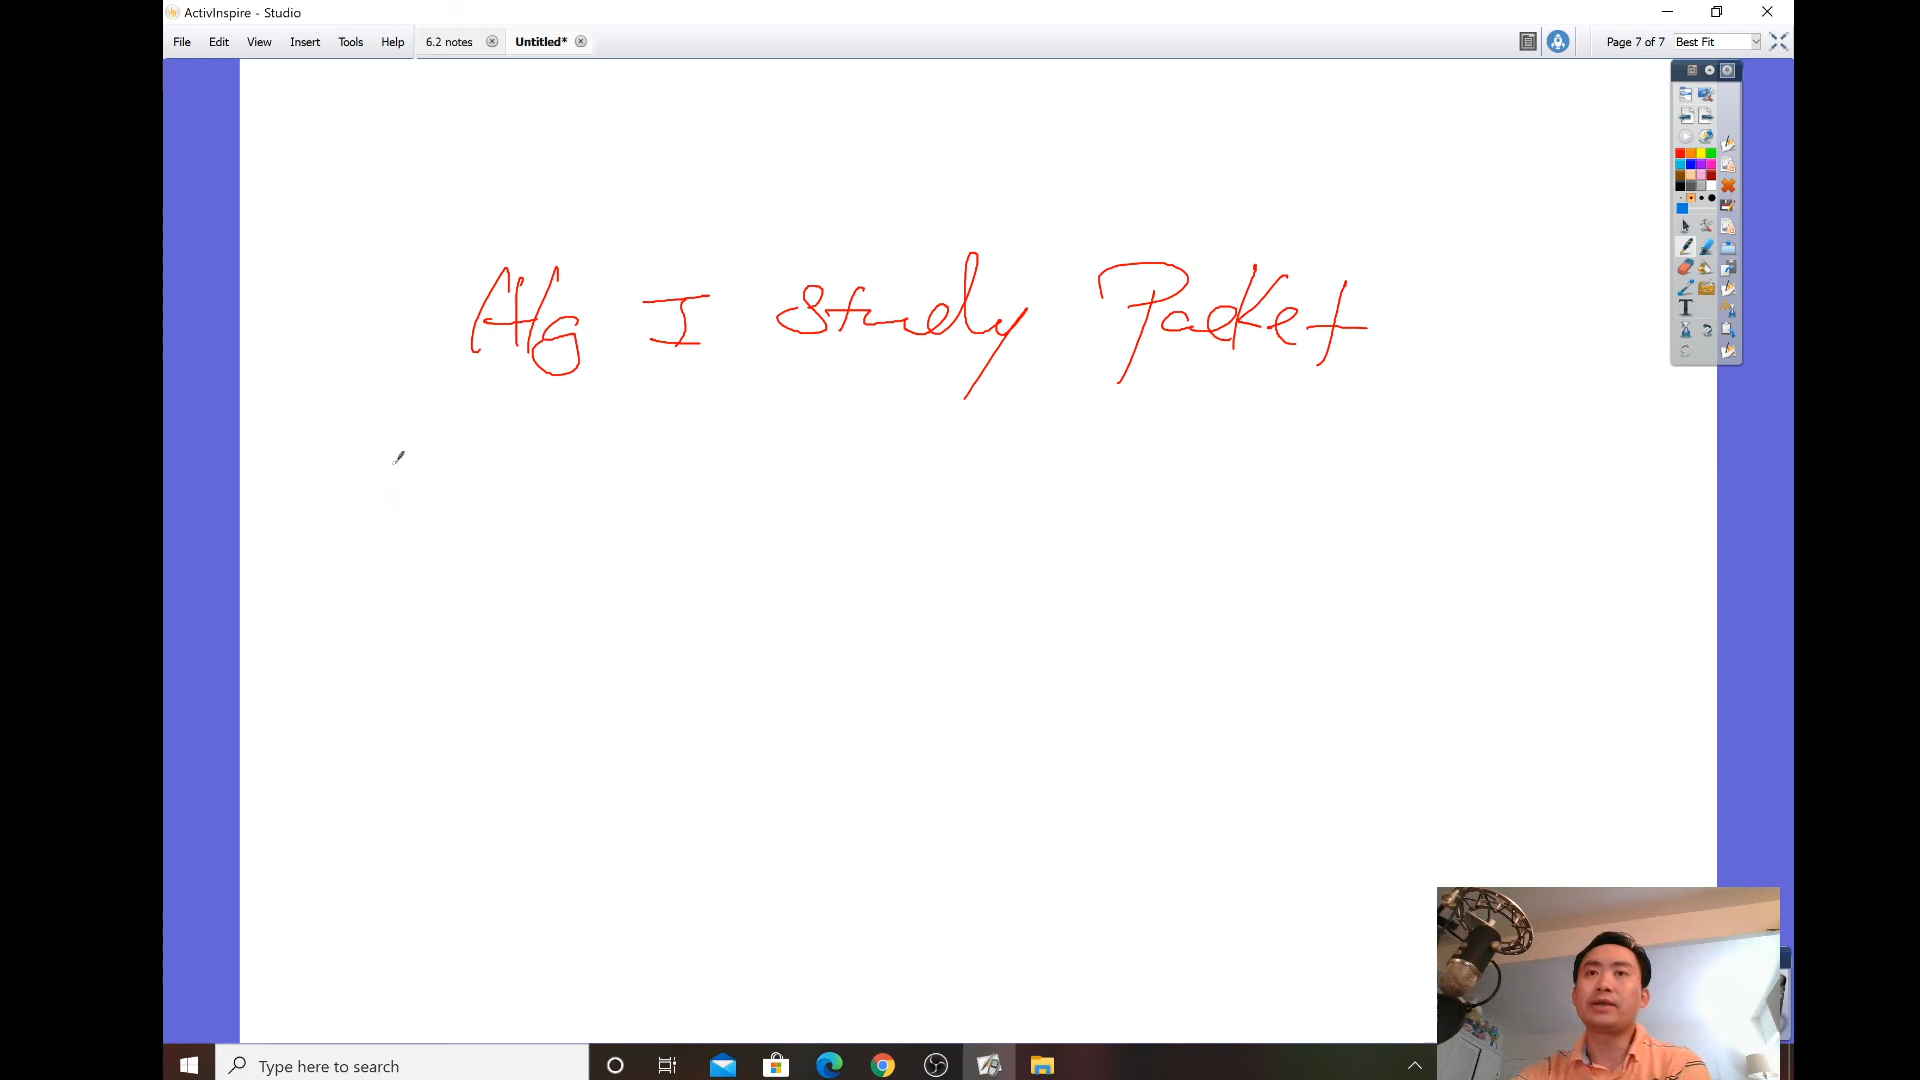 ActivInspire - Studio
File Edit View Insert Tools Help 6.2 notes Untitled* Page 7 of 7 Best Fit
Alg I Study Packet
Type here to search